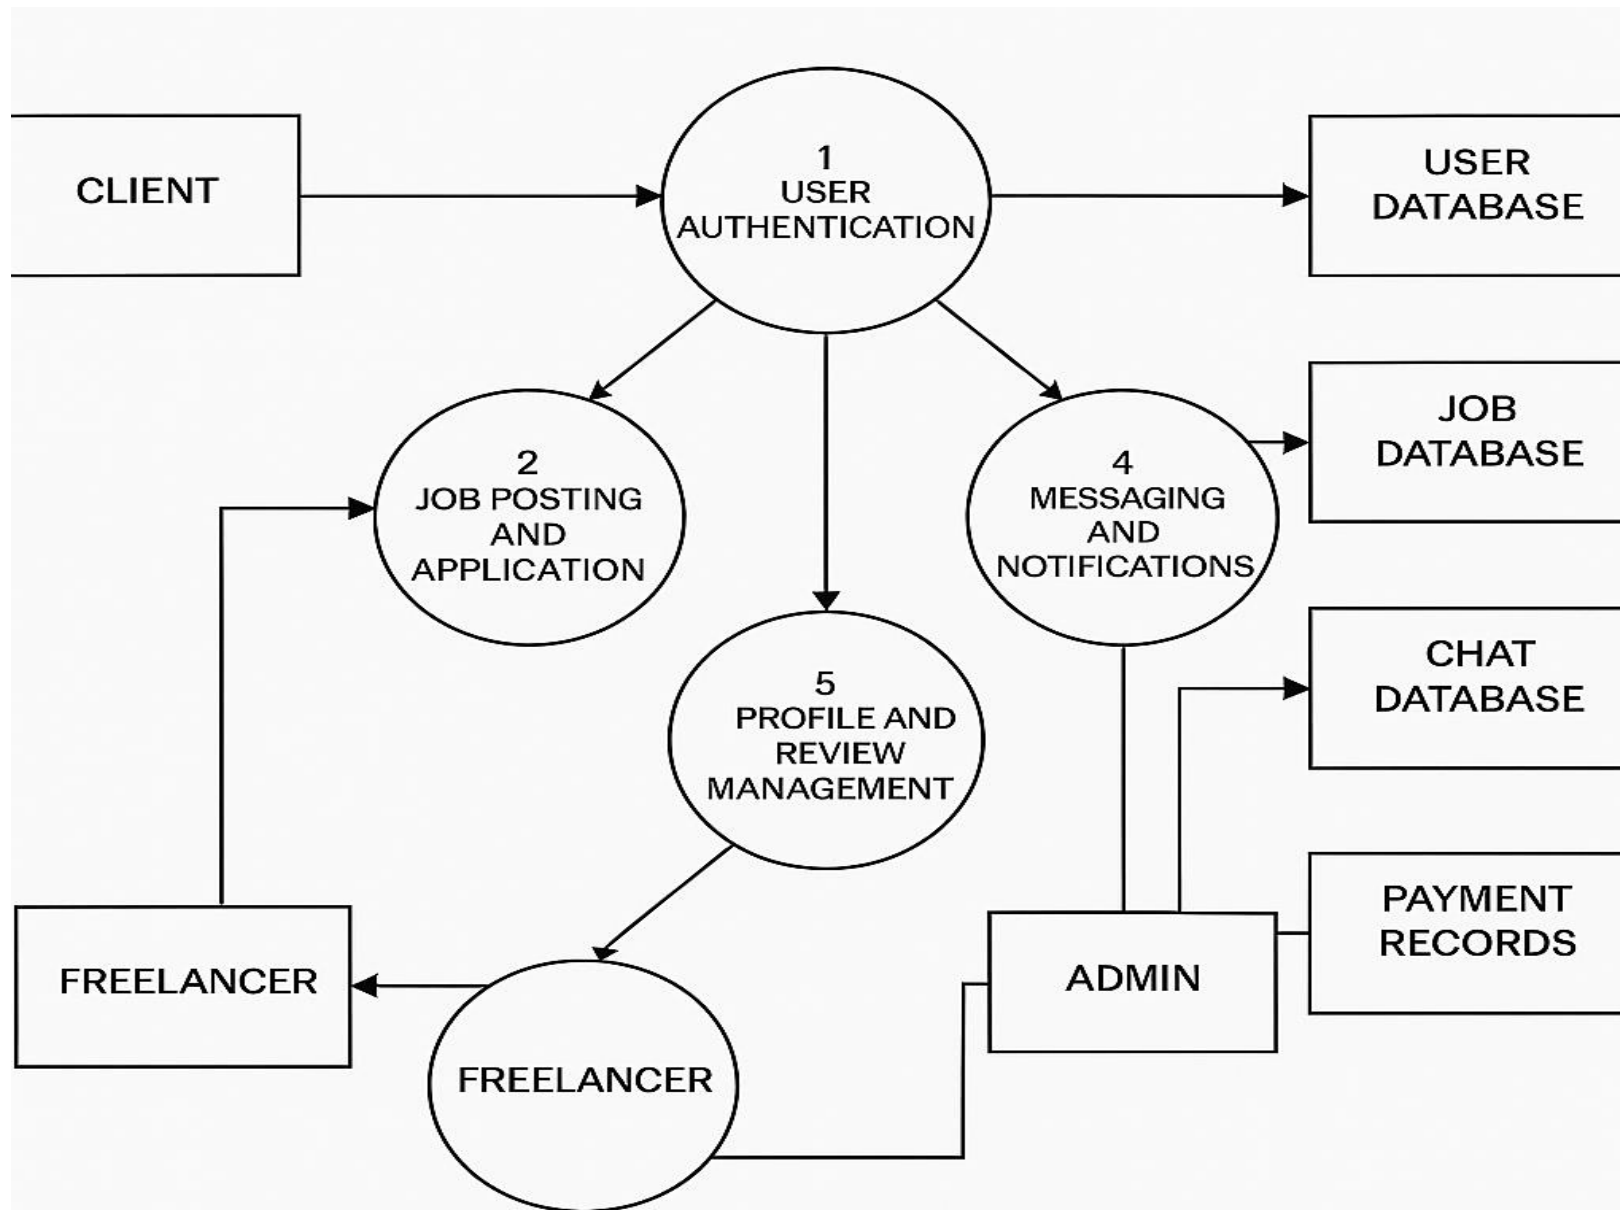 CLIENT
1
USER
AUTHENTICATION
USER
DATABASE
2
JOB POSTING
AND
APPLICATION
4
MESSAGING
AND
NOTIFICATIONS
JOB
DATABASE
5
PROFILE AND
REVIEW
MANAGEMENT
CHAT
DATABASE
FREELANCER
FREELANCER
ADMIN
PAYMENT
RECORDS